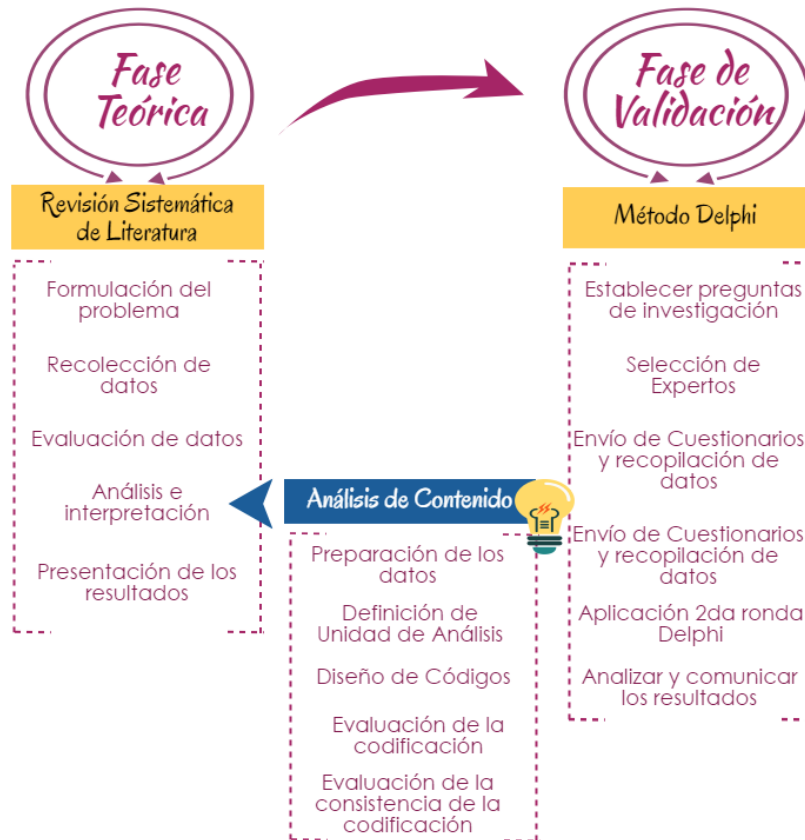 Fase
Teórica
Revisión Sistemática
de Literatura
Formulación del
problema
Recolección de
datos
Evaluación de datos
Análisis e
interpretación
Presentación de los
resultados
Análisis de Contenido
Preparación de los
datos
Definición de
Unidad de Análisis
Diseño de Códigos
Evaluación de la
codificación
Evaluación de la
consistencia de la
codificación
Fase de
Validación
Método Delphi
Establecer preguntas
de investigación
Selección de
Expertos
Envío de Cuestionarios
y recopilación de
datos
Envío de Cuestionarios
y recopilación de
datos
Aplicación 2da ronda
Delphi
Analizar y comunicar
los resultados